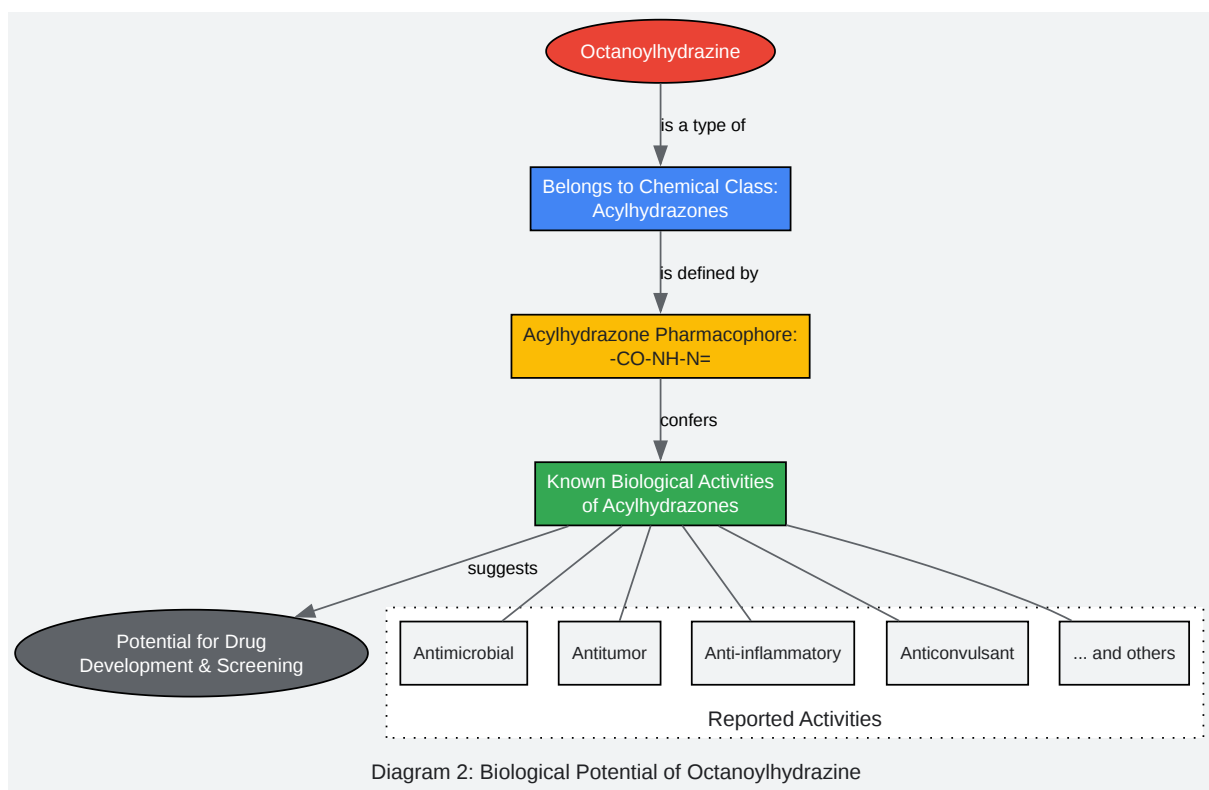 Octanoylhydrazine
is a type of
Belongs to Chemical Class:
Acylhydrazones
is defined by
Acylhydrazone Pharmacophore:
-CO-NH-N=
confers
Known Biological Activities
of Acylhydrazones
suggests
Potential for Drug
Development & Screening
Antimicrobial
Antitumor
Anti-inflammatory
Anticonvulsant
... and others
Reported Activities
Diagram 2: Biological Potential of Octanoylhydrazine